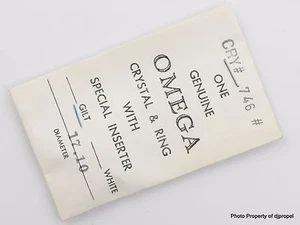 CRY# 746 #
ONE
GENUINE
OMEGA
CRYSTAL & RING
WITH
SPECIAL INSERTER
GILT WHITE
17.10
DIAMETER
Photo Property of djpropel